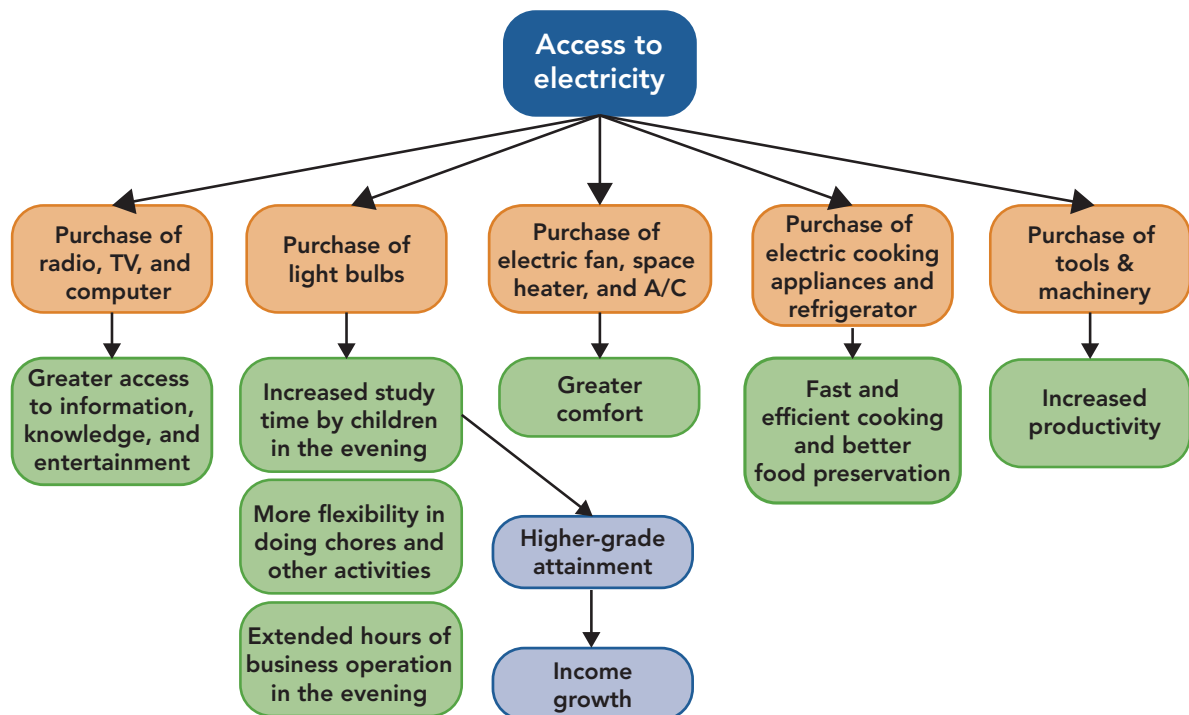 Access to
electricity
Purchase of
radio, TV, and
computer
Purchase of
light bulbs
Purchase of
electric fan, space
heater, and A/C
Purchase of
electric cooking
appliances and
refrigerator
Purchase of
tools &
machinery
Greater access
to information,
knowledge, and
entertainment
Increased study
time by children
in the evening
Greater
comfort
Fast and
efficient cooking
and better
food preservation
Increased
productivity
More flexibility in
doing chores and
other activities
Higher-grade
attainment
Extended hours of
business operation
in the evening
Income
growth